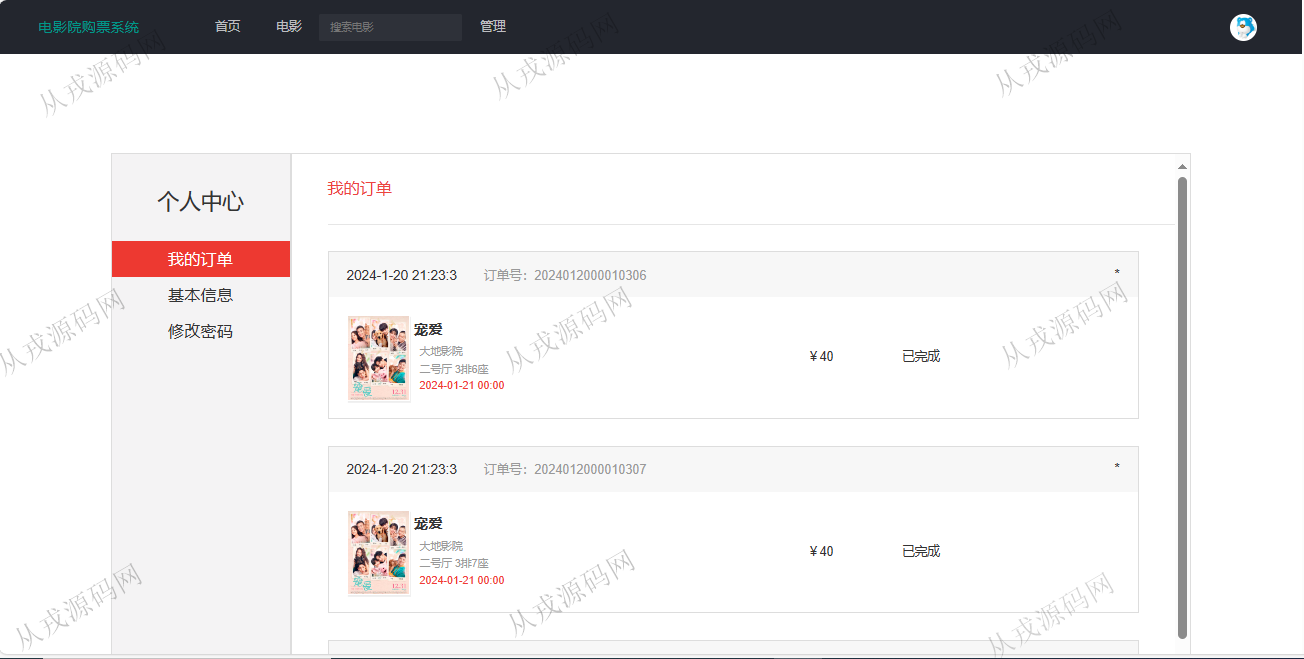 电影院购票系统 首页 电影 搜索电影 管理
个人中心
我的订单
基本信息
修改密码
我的订单
2024-1-20 21:23:3 订单号：2024012000010306 *
宠爱
大地影院
二号厅 3排6座
2024-01-21 00:00
¥ 40 已完成
2024-1-20 21:23:3 订单号：2024012000010307 *
宠爱
大地影院
二号厅 3排7座
2024-01-21 00:00
¥ 40 已完成
从戎源码网
从戎源码网
从戎源码网
从戎源码网
从戎源码网
从戎源码网
从戎源码网
从戎源码网
从戎源码网